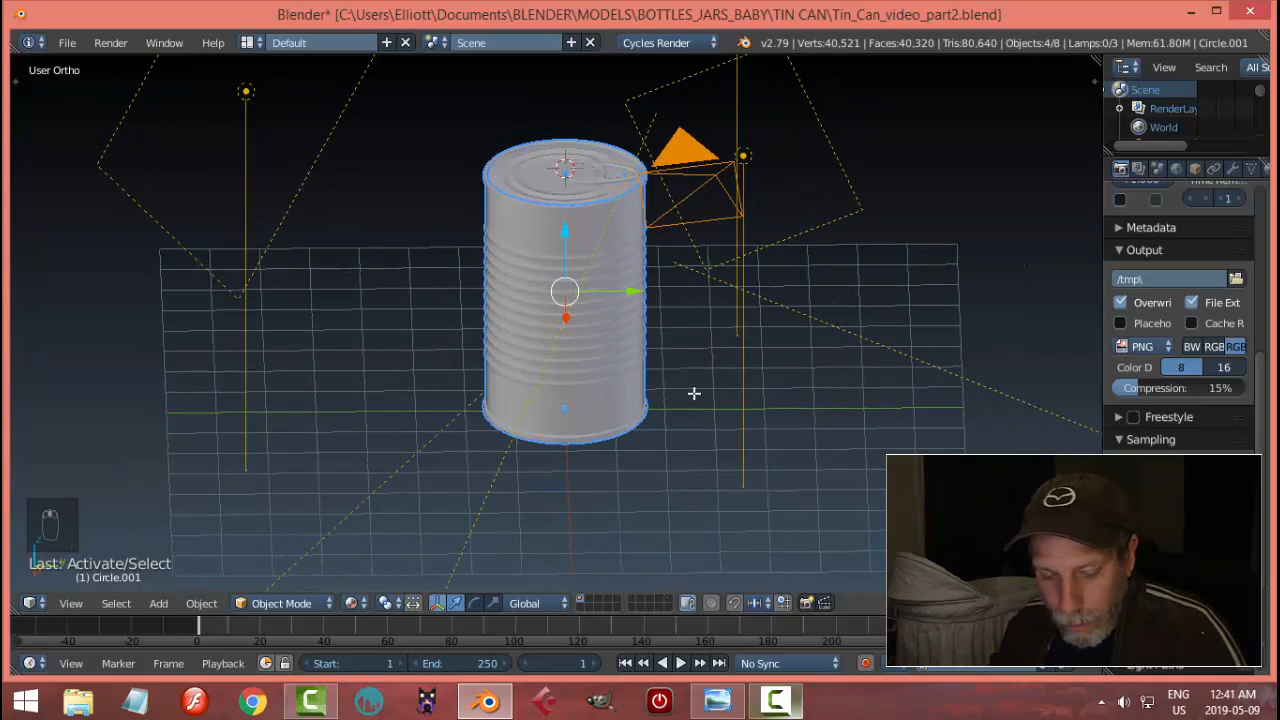 Blender* [C:\Users\Elliott\Documents\BLENDER\MODELS\BOTTLES_JARS_BABY\TIN CAN\Tin_Can_video_part2.blend]
File Render Window Help Default Scene Cycles Render v2.79 | Verts:40,521 | Faces:40,320 | Tris:80,640 | Objects:4/8 | Lamps:0/3 | Mem:61.80M | Circle.001
User Ortho
View Search All S
Scene
RenderLay
World
1
Metadata
Output
/tmp\
Overwri File Ext
Placeho Cache R
PNG BW RGB RGB
Color D 8 16
Compression: 15%
Freestyle
Sampling
Last: Activate/Select
(1) Circle.001
View Select Add Object Object Mode Global
-40 -20 0 20 40 60 80 100 120 140 160 180 200
View Marker Frame Playback Start: 1 End: 250 1 No Sync
ENG
US
12:41 AM
2019-05-09